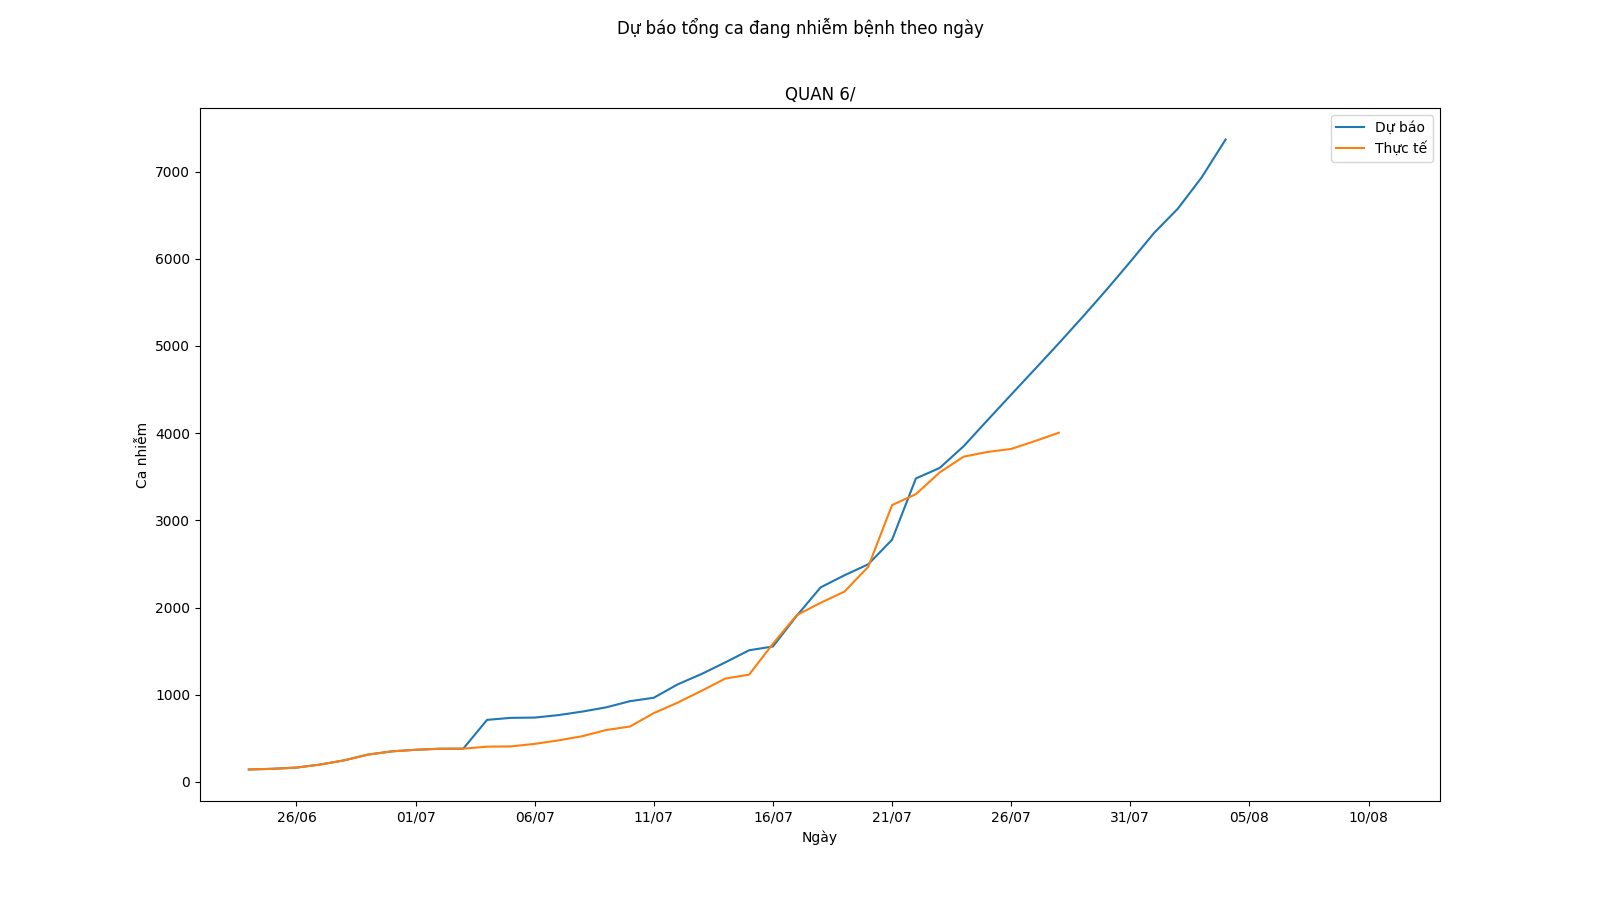 Dự báo tổng ca đang nhiễm bệnh theo ngày
QUAN 6/
Dự báo
Thực tế
7000
6000
5000
4000
3000
2000
1000
0
Ca nhiễm
26/06 01/07 06/07 11/07 16/07 21/07 26/07 31/07 05/08 10/08
Ngày